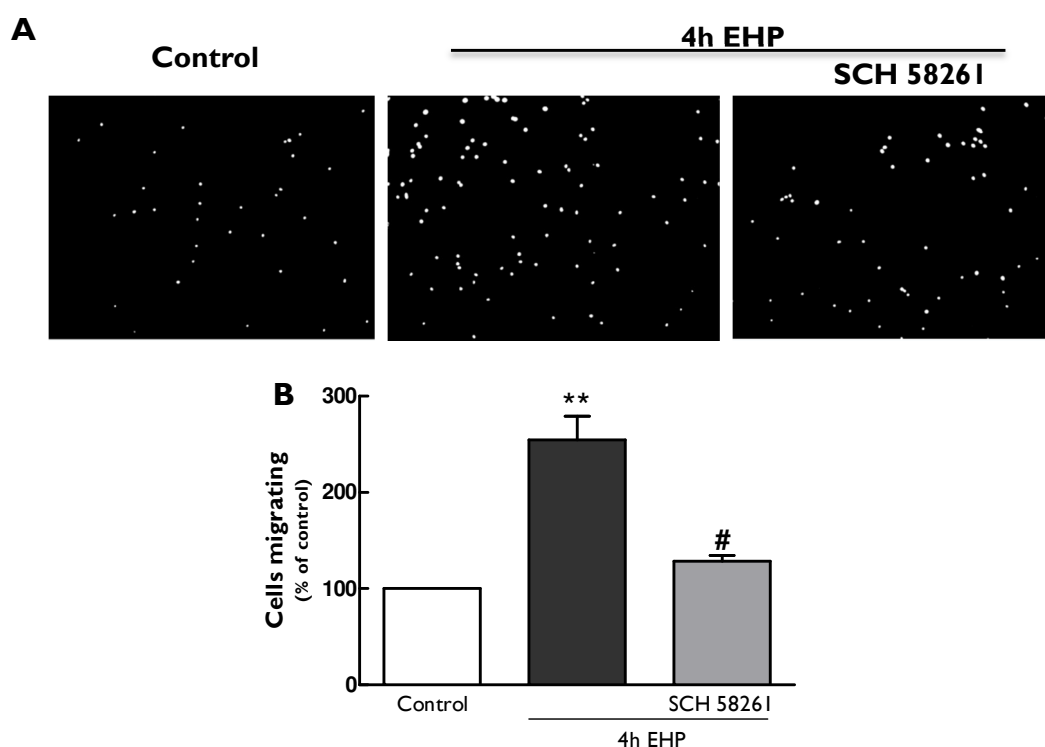 A
Control
4h EHP
SCH 58261
B
300
**
200
#
100
0
Cells migrating
(% of control)
Control
SCH 58261
4h EHP